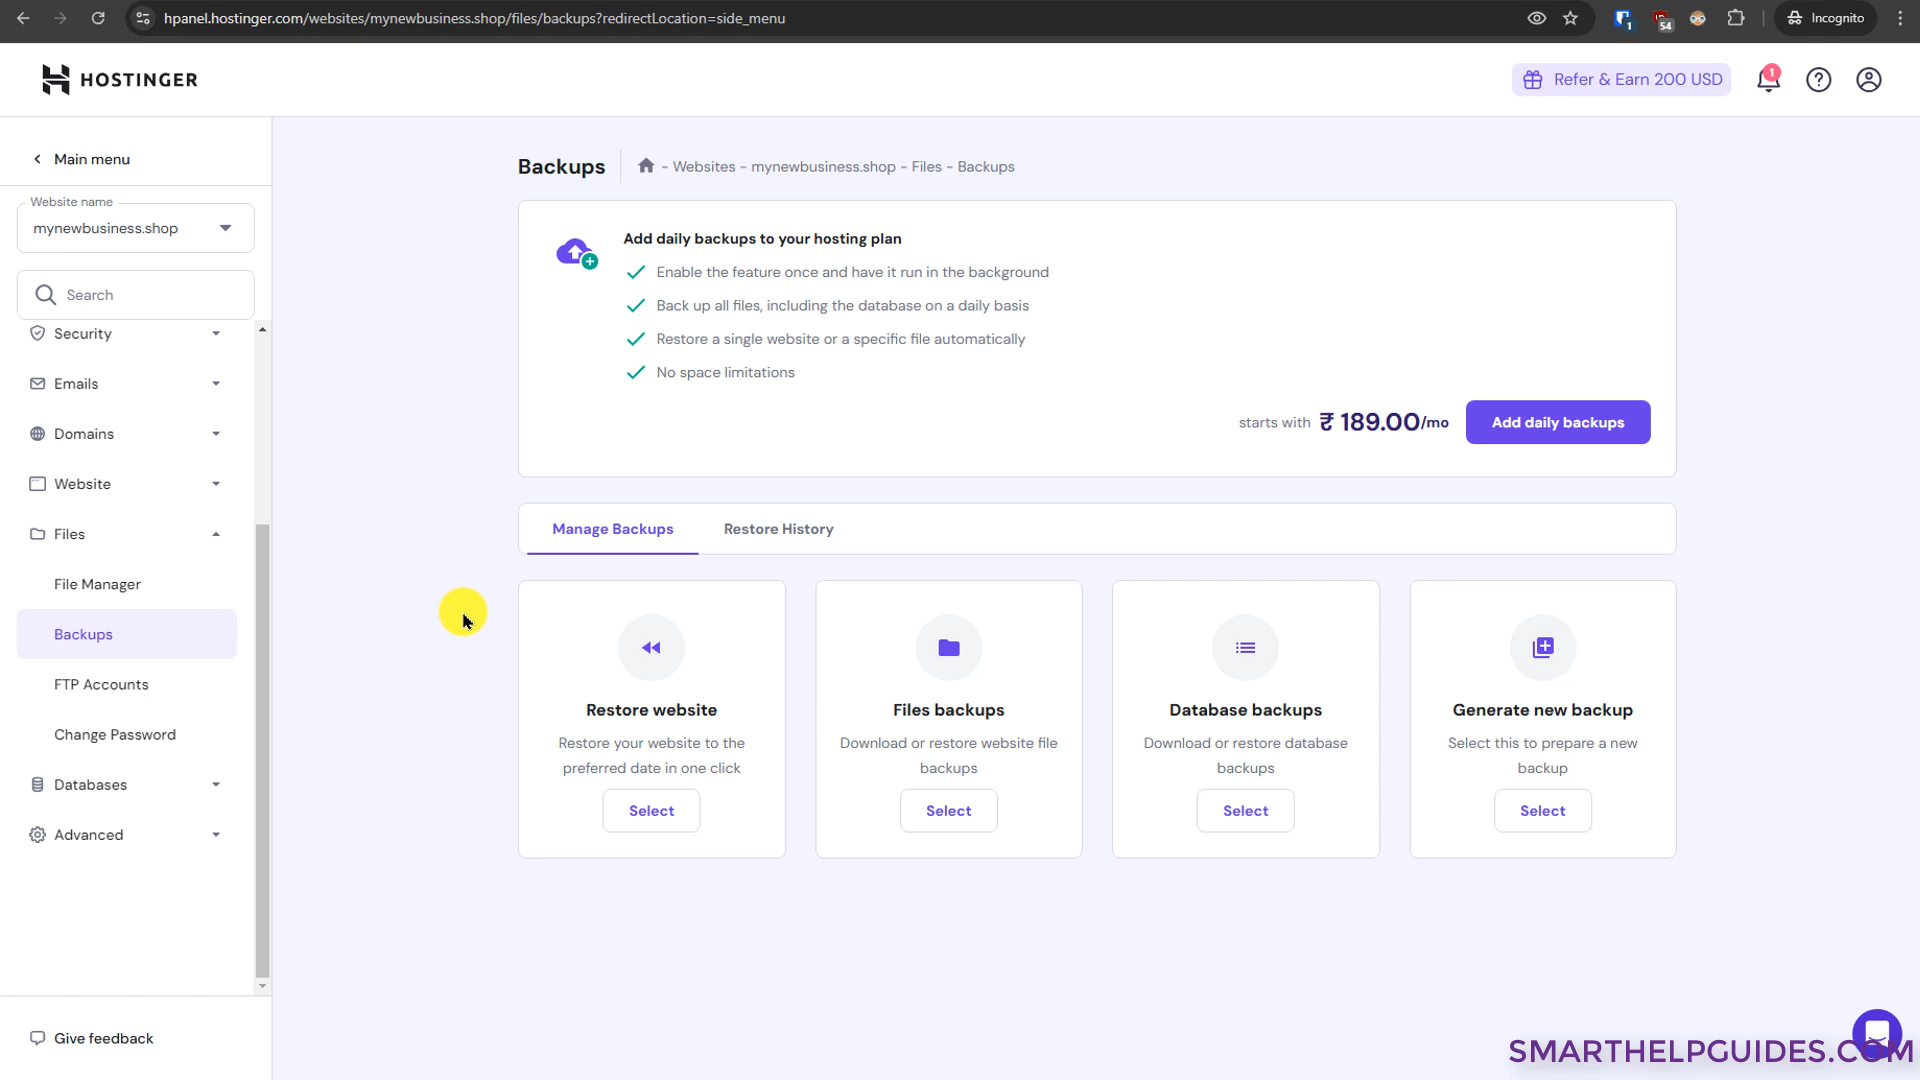 hpanel.hostinger.com/websites/mynewbusiness.shop/files/backups?redirectLocation=side_menu
1
54
Incognito
HOSTINGER
Refer & Earn 200 USD
1
Main menu
Website name
mynewbusiness.shop
Search
Security
Emails
Domains
Website
Files
File Manager
Backups
FTP Accounts
Change Password
Databases
Advanced
Give feedback
Backups
- Websites - mynewbusiness.shop - Files - Backups
Add daily backups to your hosting plan
Enable the feature once and have it run in the background
Back up all files, including the database on a daily basis
Restore a single website or a specific file automatically
No space limitations
starts with ₹ 189.00/mo
Add daily backups
Manage Backups
Restore History
Restore website
Restore your website to the
preferred date in one click
Select
Files backups
Download or restore website file
backups
Select
Database backups
Download or restore database
backups
Select
Generate new backup
Select this to prepare a new
backup
Select
SMARTHELPGUIDES.COM